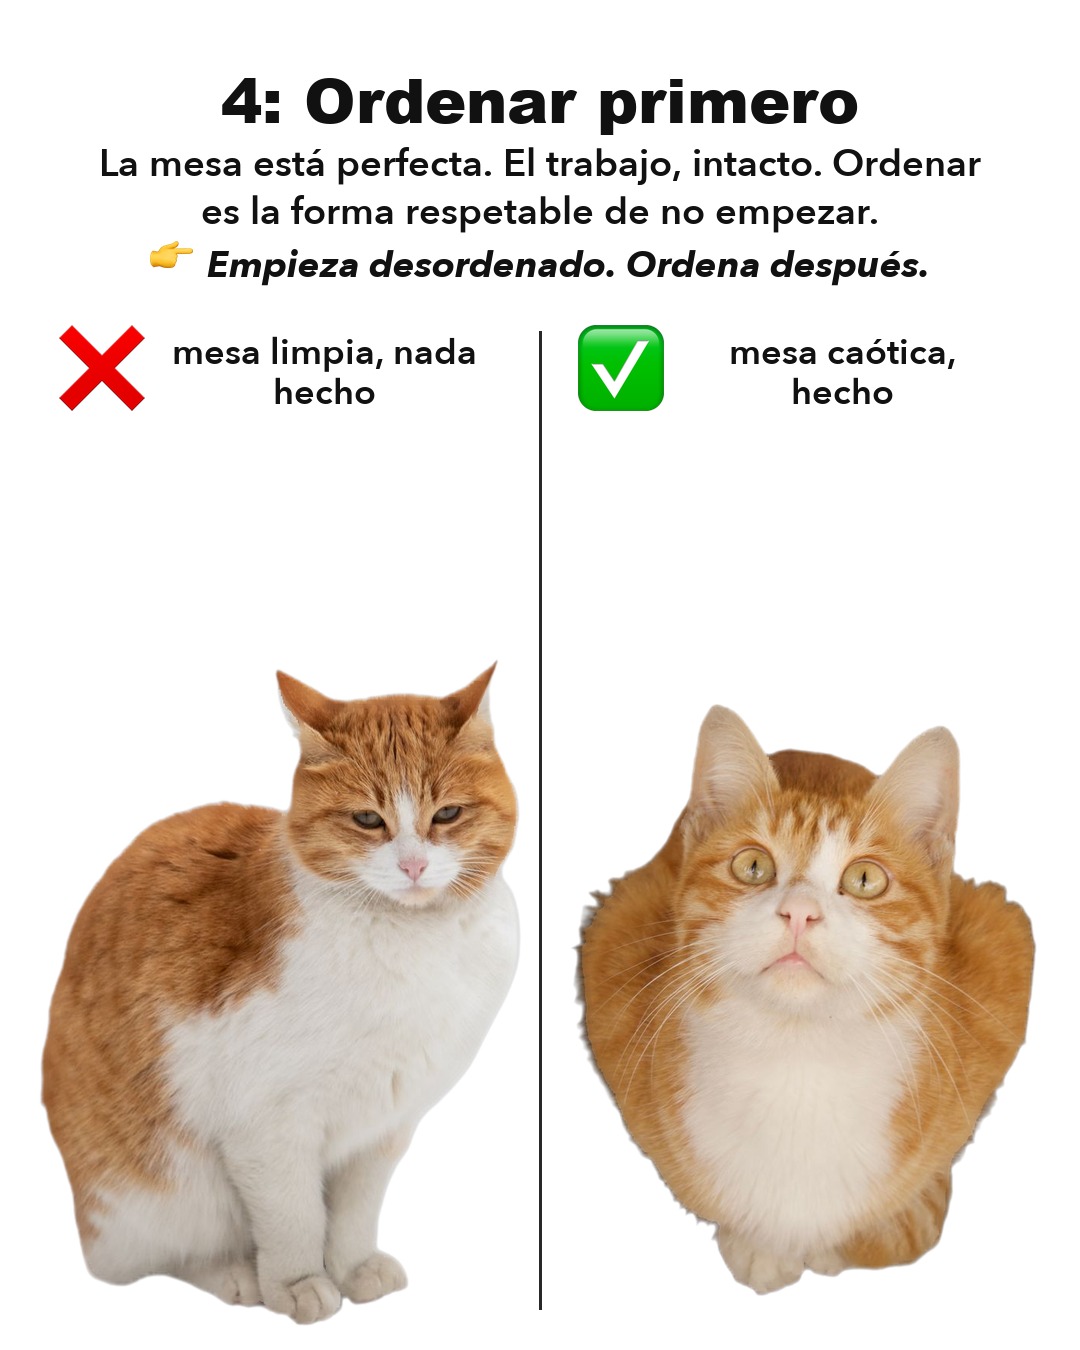 4: Ordenar primero
La mesa está perfecta. El trabajo, intacto. Ordenar
es la forma respetable de no empezar.
👉 Empieza desordenado. Ordena después.
❌ mesa limpia, nada
hecho
✅ mesa caótica,
hecho